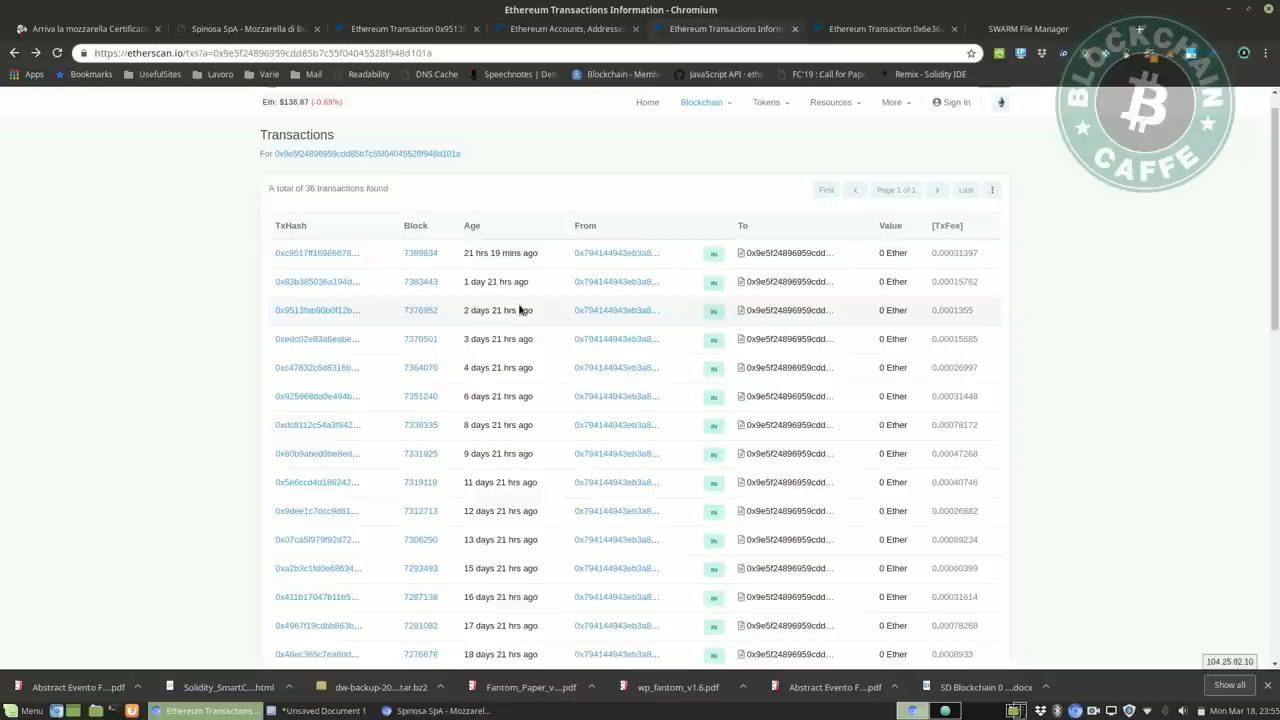 Ethereum Transactions Information - Chromium
Arriva la mozzarella Certificata
Spinosa SpA - Mozzarella di Bu
Ethereum Transaction 0x9513f
Ethereum Accounts, Addresse
Ethereum Transactions Inform
Ethereum Transaction 0x6e36
SWARM File Manager
https://etherscan.io/txs?a=0x9e5f24896959cdd85b7c55f04045528f948d101a
Apps
Bookmarks
UsefulSites
Lavoro
Varie
Mail
Readability
DNS Cache
Speechnotes | Dett
Blockchain - Memb
JavaScript API · ethe
FC'19 : Call for Pape
Remix - Solidity IDE
BLOCKCHAIN CAFFE
Eth: $138.87 (-0.69%)
Home
Blockchain
Tokens
Resources
More
Sign In
Transactions
For 0x9e5f24896959cdd85b7c55f04045528f948d101a
A total of 36 transactions found
First
Page 1 of 1
Last
TxHash Block Age From To Value [TxFee]
0xc9517ff16986678... 7389834 21 hrs 19 mins ago 0x794144943eb3a8... IN 0x9e5f24896959cdd... 0 Ether 0.00031397
0x83b385036a194d... 7383443 1 day 21 hrs ago 0x794144943eb3a8... IN 0x9e5f24896959cdd... 0 Ether 0.00015762
0x9513fab90b0f12b... 7376952 2 days 21 hrs ago 0x794144943eb3a8... IN 0x9e5f24896959cdd... 0 Ether 0.0001355
0xedc02e83a6eabe... 7370501 3 days 21 hrs ago 0x794144943eb3a8... IN 0x9e5f24896959cdd... 0 Ether 0.00015685
0xc47832c6d8316b... 7364070 4 days 21 hrs ago 0x794144943eb3a8... IN 0x9e5f24896959cdd... 0 Ether 0.00026997
0x925968da0e494b... 7351240 6 days 21 hrs ago 0x794144943eb3a8... IN 0x9e5f24896959cdd... 0 Ether 0.00031448
0xdc8112c54a3f942... 7338335 8 days 21 hrs ago 0x794144943eb3a8... IN 0x9e5f24896959cdd... 0 Ether 0.00078172
0x80b9abed9be8ed... 7331925 9 days 21 hrs ago 0x794144943eb3a8... IN 0x9e5f24896959cdd... 0 Ether 0.00047268
0x5e6ccd4d186242... 7319119 11 days 21 hrs ago 0x794144943eb3a8... IN 0x9e5f24896959cdd... 0 Ether 0.00040746
0x9dee1c7dcc9d61... 7312713 12 days 21 hrs ago 0x794144943eb3a8... IN 0x9e5f24896959cdd... 0 Ether 0.00026882
0x07ca5f979f92d72... 7306290 13 days 21 hrs ago 0x794144943eb3a8... IN 0x9e5f24896959cdd... 0 Ether 0.00089234
0xa2b3c1fd0e68634... 7293493 15 days 21 hrs ago 0x794144943eb3a8... IN 0x9e5f24896959cdd... 0 Ether 0.00060399
0x411b17047b11b5... 7287138 16 days 21 hrs ago 0x794144943eb3a8... IN 0x9e5f24896959cdd... 0 Ether 0.00031614
0x4967f19cdbb863b... 7281082 17 days 21 hrs ago 0x794144943eb3a8... IN 0x9e5f24896959cdd... 0 Ether 0.00078268
0x48ec365c7ea8dd... 7276678 18 days 21 hrs ago 0x794144943eb3a8... IN 0x9e5f24896959cdd... 0 Ether 0.0008933
104.25.92.10
Abstract Evento F....pdf
Solidity_SmartC....html
dw-backup-20....tar.bz2
Fantom_Paper_v....pdf
wp_fantom_v1.6.pdf
Abstract Evento F....pdf
SD Blockchain 0 ....docx
Show all
Menu
Ethereum Transactions ...
*Unsaved Document 1
Spinosa SpA - Mozzarel...
Mon Mar 18, 23:55